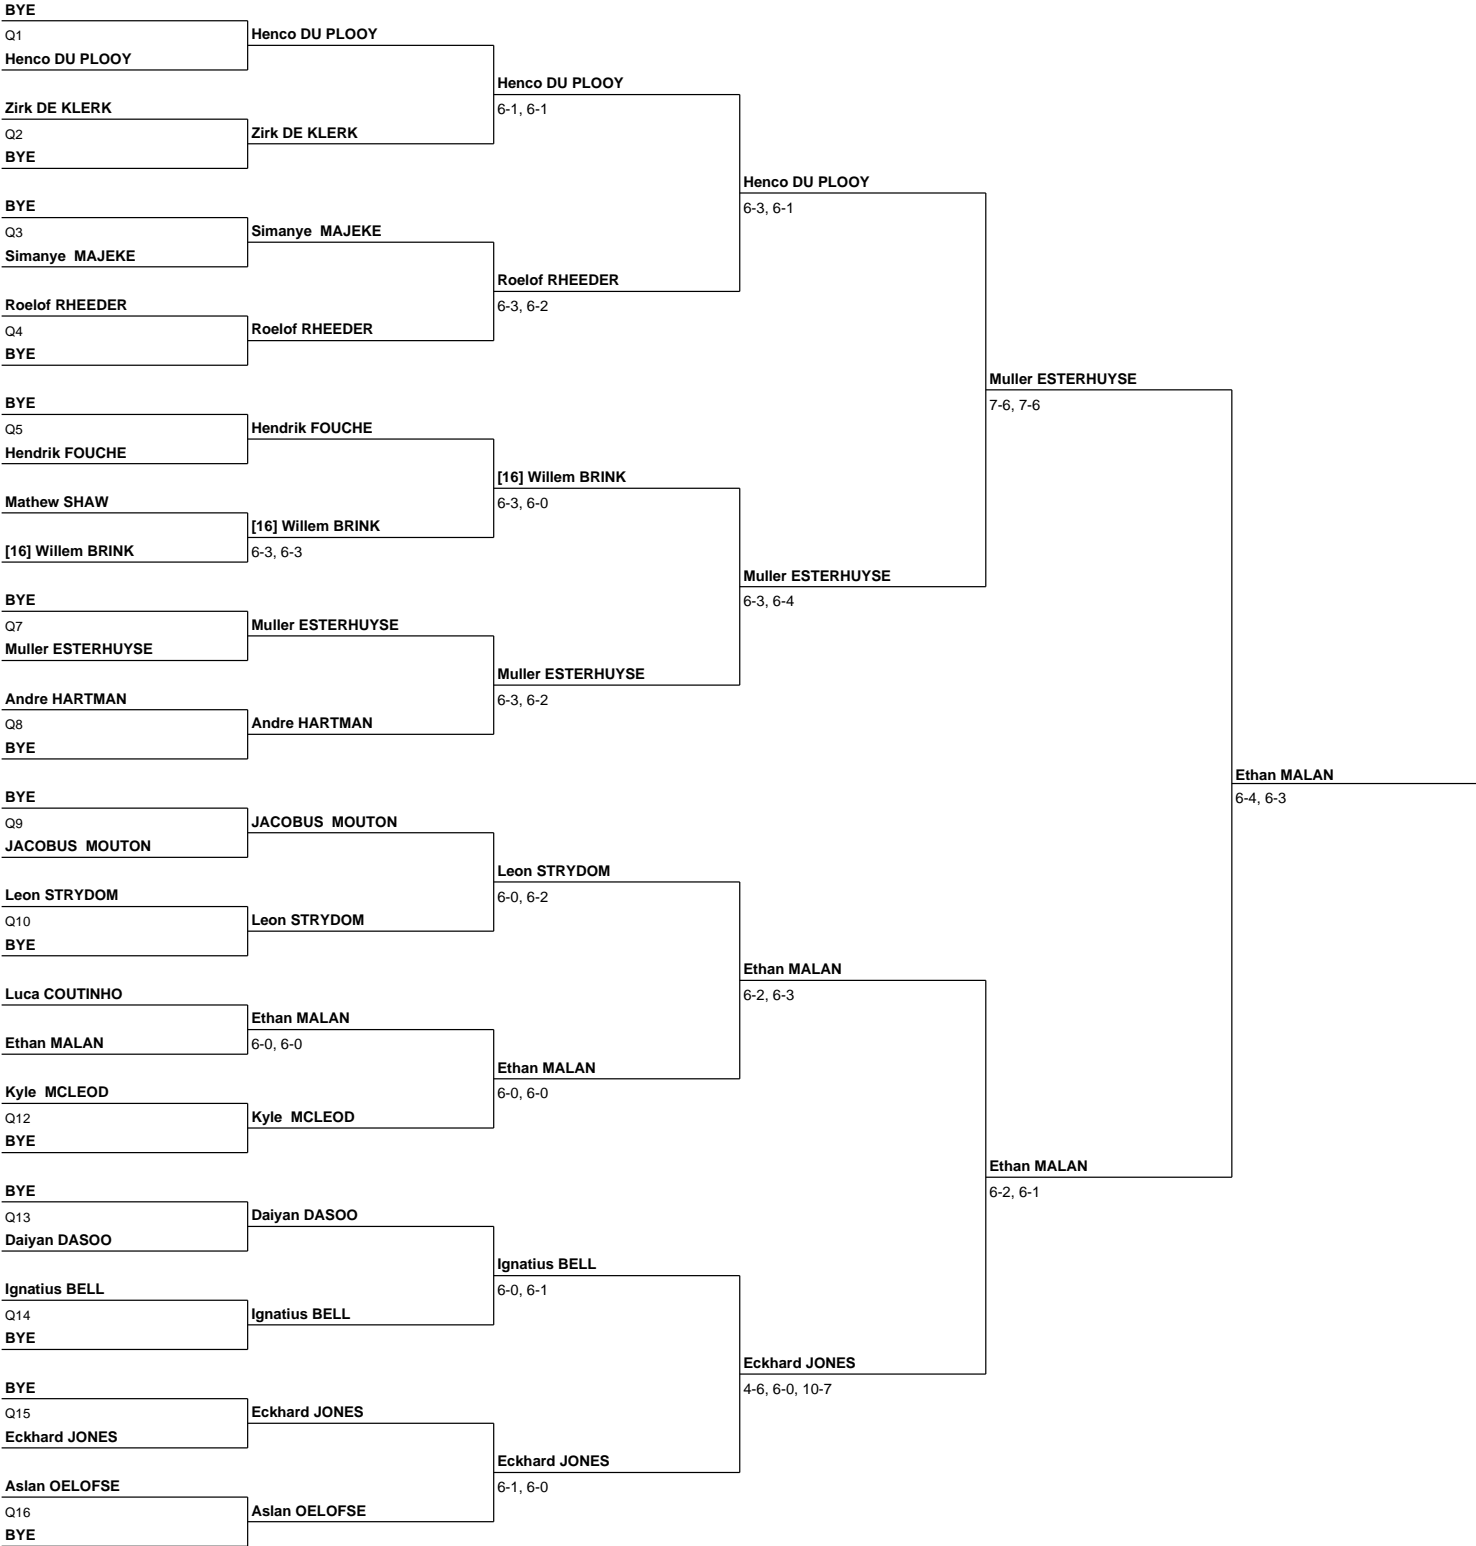 BYE
Q1
Henco DU PLOOY
Zirk DE KLERK
Q2
BYE
BYE
Q3
Simanye  MAJEKE
Roelof RHEEDER
Q4
BYE
BYE
Q5
Hendrik FOUCHE
Mathew SHAW
[16] Willem BRINK
BYE
Q7
Muller ESTERHUYSE
Andre HARTMAN
Q8
BYE
BYE
Q9
JACOBUS  MOUTON
Leon STRYDOM
Q10
BYE
Luca COUTINHO
Ethan MALAN
Kyle  MCLEOD
Q12
BYE
BYE
Q13
Daiyan DASOO
Ignatius BELL
Q14
BYE
BYE
Q15
Eckhard JONES
Aslan OELOFSE
Q16
BYE
Henco DU PLOOY
Zirk DE KLERK
Simanye  MAJEKE
Roelof RHEEDER
Hendrik FOUCHE
[16] Willem BRINK
6-3, 6-3
Muller ESTERHUYSE
Andre HARTMAN
JACOBUS  MOUTON
Leon STRYDOM
Ethan MALAN
6-0, 6-0
Kyle  MCLEOD
Daiyan DASOO
Ignatius BELL
Eckhard JONES
Aslan OELOFSE
Henco DU PLOOY
6-1, 6-1
Roelof RHEEDER
6-3, 6-2
[16] Willem BRINK
6-3, 6-0
Muller ESTERHUYSE
6-3, 6-2
Leon STRYDOM
6-0, 6-2
Ethan MALAN
6-0, 6-0
Ignatius BELL
6-0, 6-1
Eckhard JONES
6-1, 6-0
Henco DU PLOOY
6-3, 6-1
Muller ESTERHUYSE
6-3, 6-4
Ethan MALAN
6-2, 6-3
Eckhard JONES
4-6, 6-0, 10-7
Muller ESTERHUYSE
7-6, 7-6
Ethan MALAN
6-2, 6-1
Ethan MALAN
6-4, 6-3